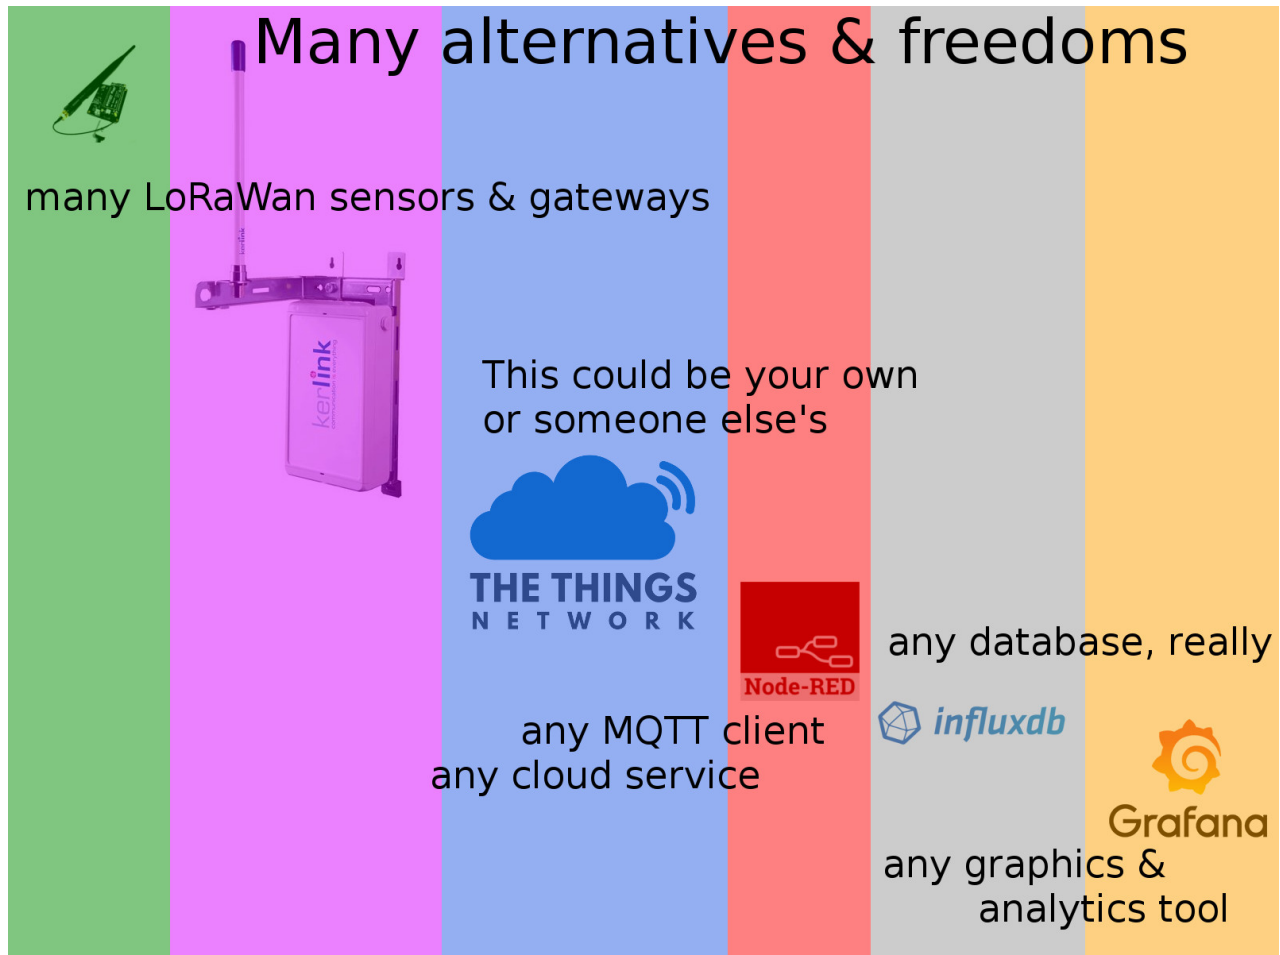 Many alternatives & freedoms
many LoRaWan sensors & gateways
kerlink
This could be your own
or someone else's
THE THINGS
NETWORK
Node-RED
any database, really
influxdb
any MQTT client
any cloud service
Grafana
any graphics &
analytics tool